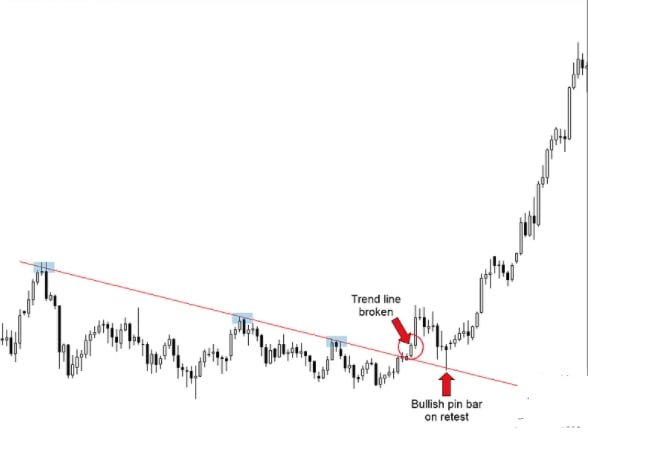 Trend line
broken
Bullish pin bar
on retest